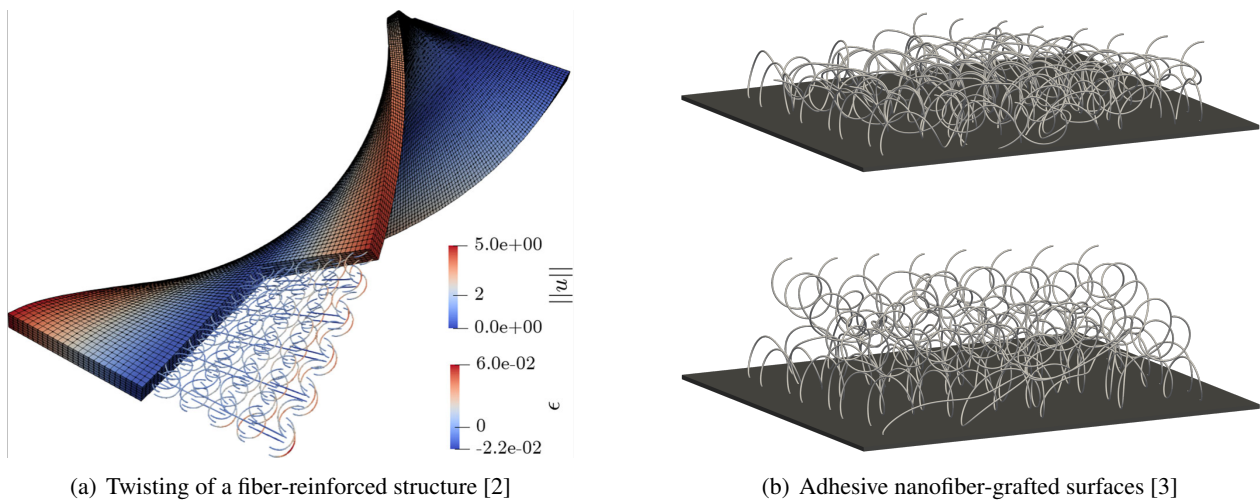 5.0e+00
2
0.0e+00
||u||
6.0e-02
0
-2.2e-02
ϵ
(a) Twisting of a fiber-reinforced structure [2]
(b) Adhesive nanofiber-grafted surfaces [3]